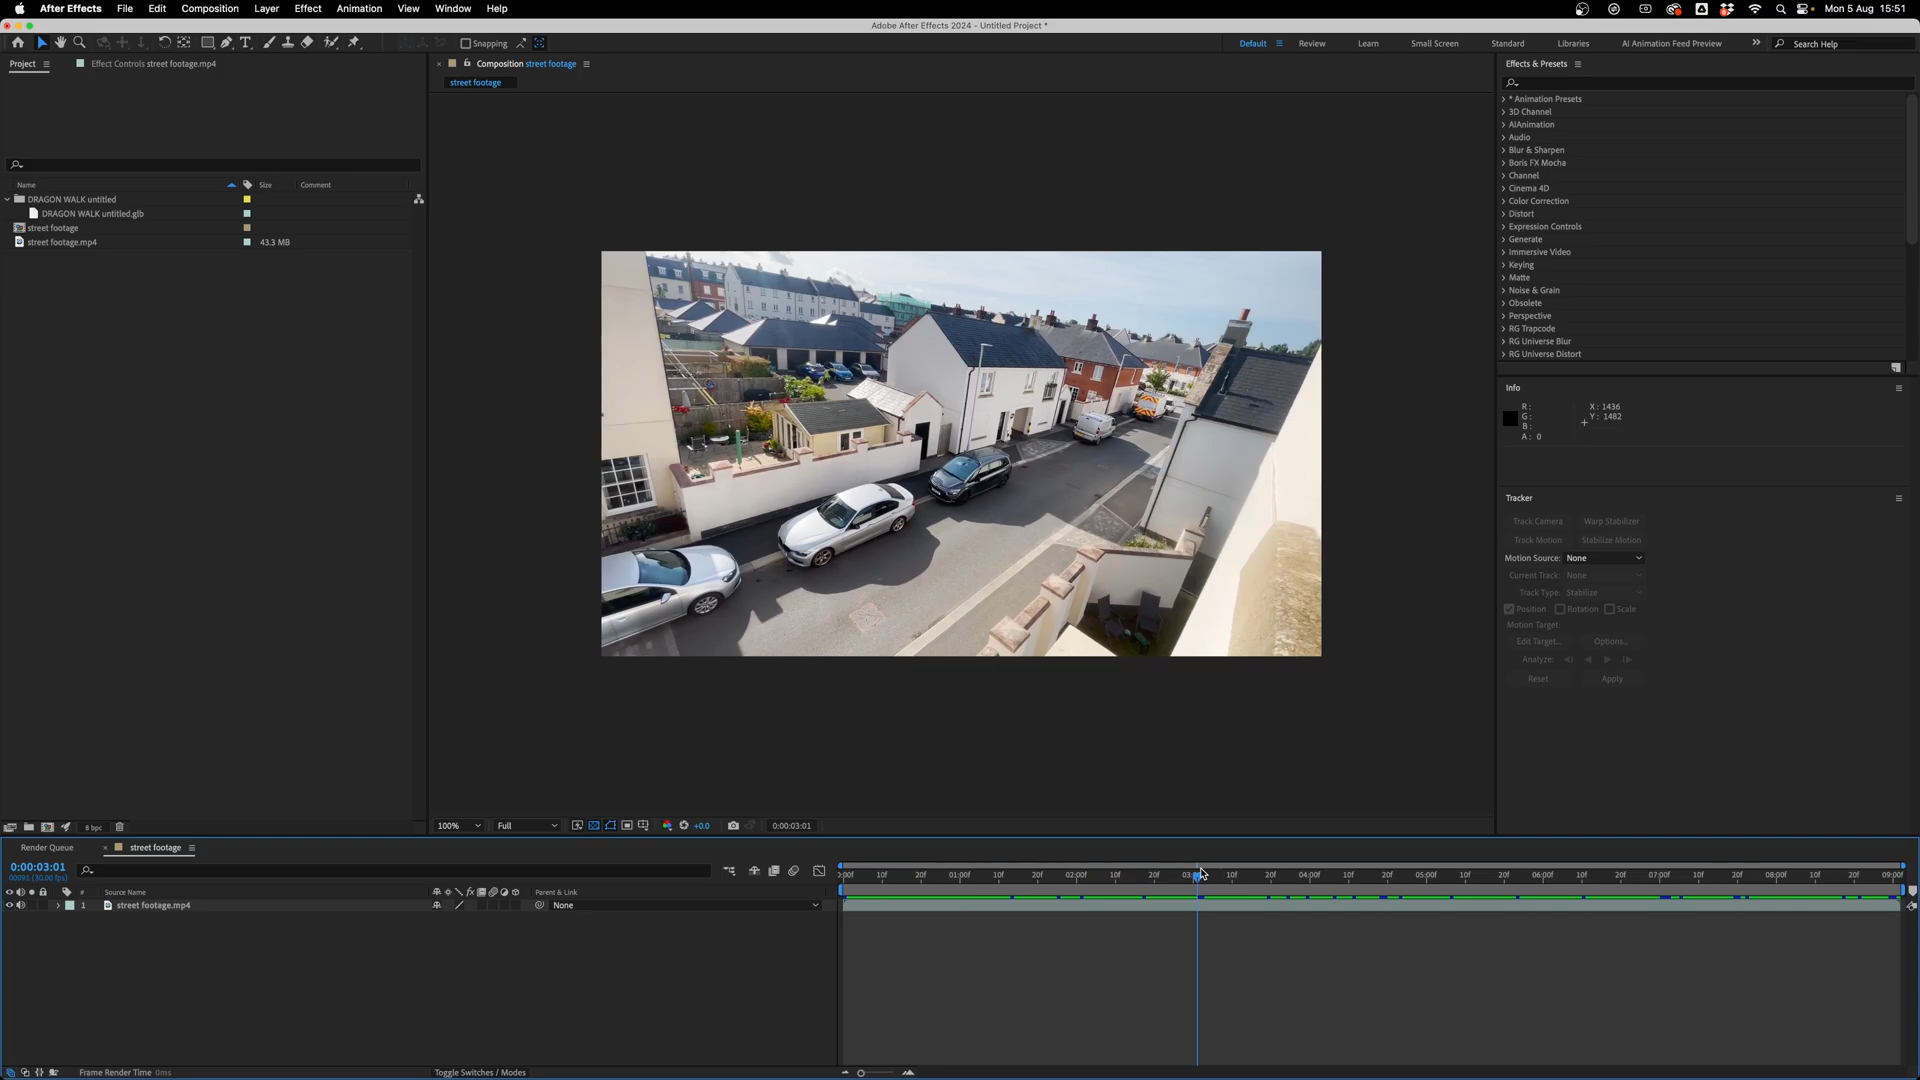 After Effects File Edit Composition Layer Effect Animation View Window Help Mon 5 Aug 15:51
Adobe After Effects 2024 - Untitled Project *
Snapping Default Review Learn Small Screen Standard Libraries AI Animation Feed Preview Search Help
Project Effect Controls street footage.mp4
Composition street footage
street footage
Name Size Comment
DRAGON WALK untitled
DRAGON WALK untitled.glb
street footage
street footage.mp4 43.3 MB
8 bpc
100% Full +0.0 0:00:03:01
Effects & Presets
* Animation Presets
3D Channel
AIAnimation
Audio
Blur & Sharpen
Boris FX Mocha
Channel
Cinema 4D
Color Correction
Distort
Expression Controls
Generate
Immersive Video
Keying
Matte
Noise & Grain
Obsolete
Perspective
RG Trapcode
RG Universe Blur
RG Universe Distort
Info
R: X: 1436
G: Y: 1482
B:
A: 0
Tracker
Track Camera Warp Stabilizer
Track Motion Stabilize Motion
Motion Source: None
Current Track: None
Track Type: Stabilize
Position Rotation Scale
Motion Target:
Edit Target... Options...
Analyze:
Reset Apply
Render Queue street footage
0:00:03:01
00091 (30.00 fps)
:00f 10f 20f 01:00f 10f 20f 02:00f 10f 20f 03:0 10f 20f 04:00f 10f 20f 05:00f 10f 20f 06:00f 10f 20f 07:00f 10f 20f 08:00f 10f 20f 09:00f
# Source Name fx Parent & Link
1 street footage.mp4 None
Frame Render Time 0ms Toggle Switches / Modes